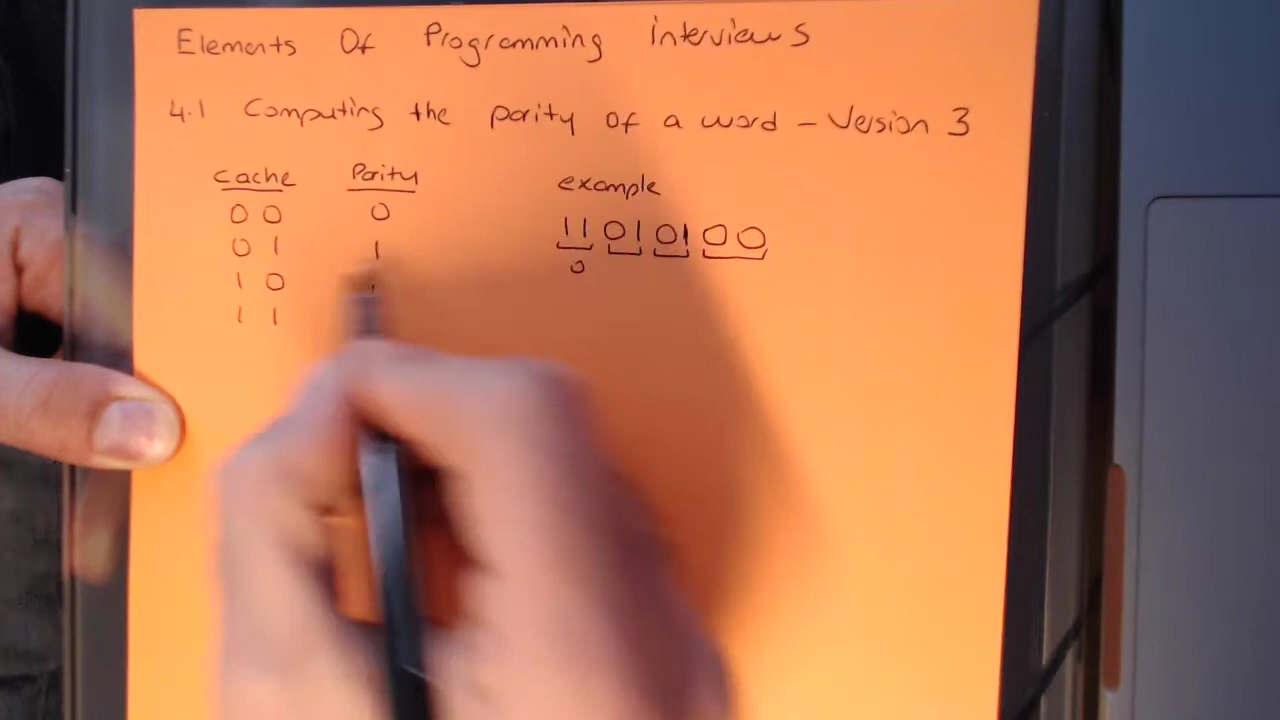 Elements Of Programming interviews
4.1 Computing the parity of a word - Version 3
Cache Parity example
0 0 0 11 01 01 00
0 1 1 0
1 0
1 1